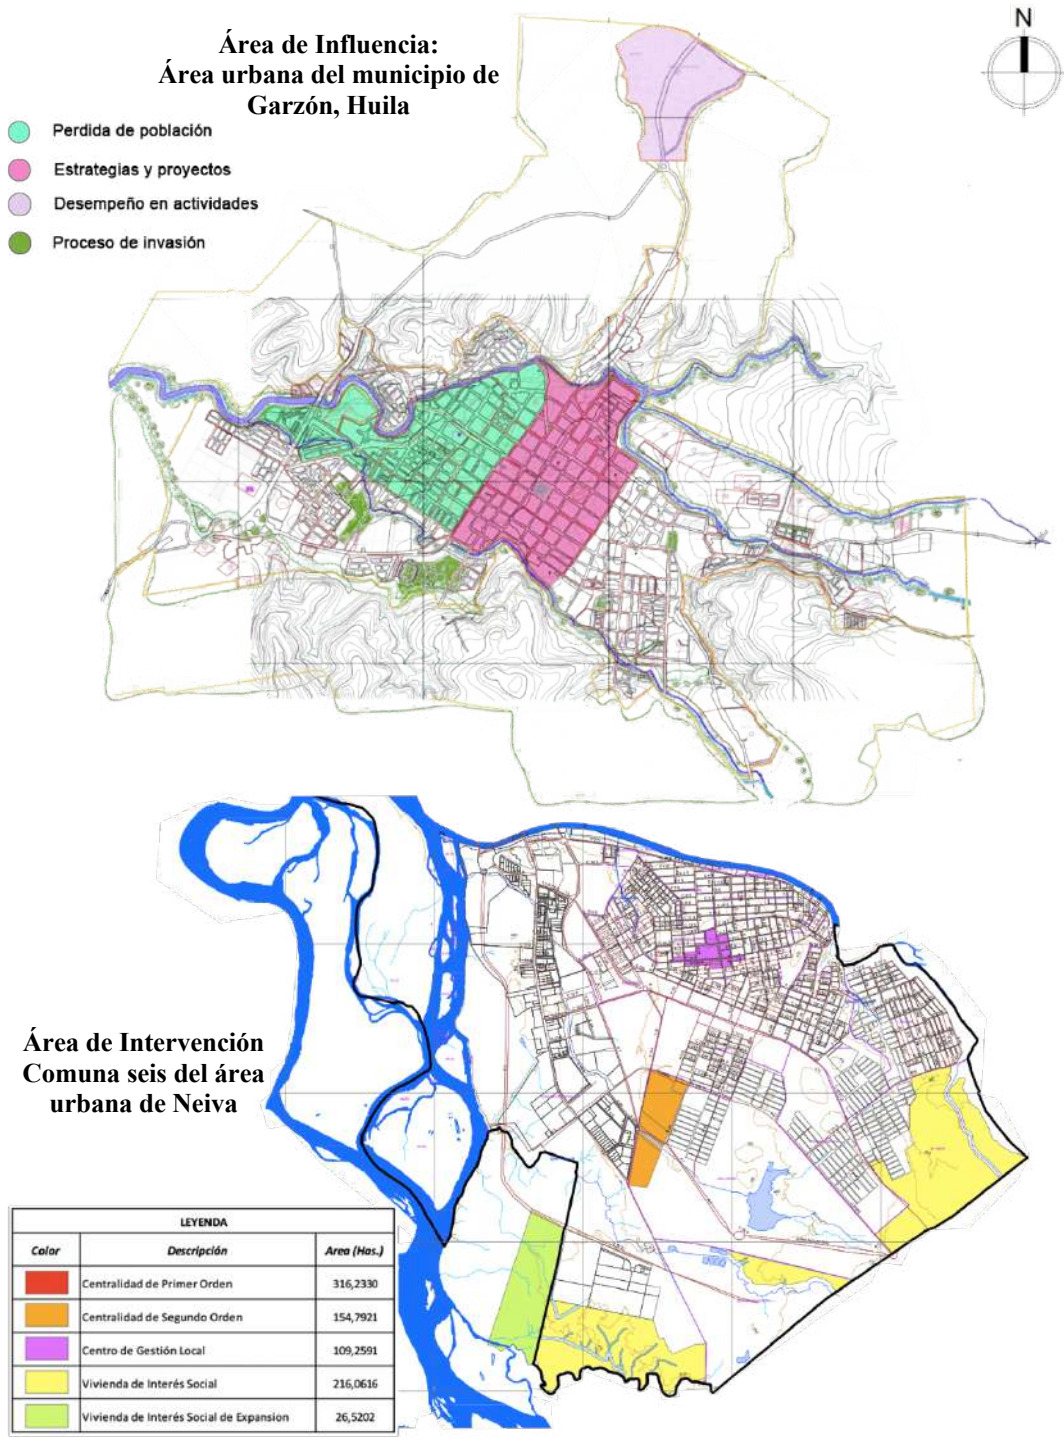 N
Área de Influencia:
Área urbana del municipio de
Garzón, Huila
Perdida de población
Estrategias y proyectos
Desempeño en actividades
Proceso de invasión
Área de Intervención
Comuna seis del área
urbana de Neiva
LEYENDA
Color Descripción Area (Has.)
Centralidad de Primer Orden 316,2330
Centralidad de Segundo Orden 154,7921
Centro de Gestión Local 109,2591
Vivienda de Interés Social 216,0616
Vivienda de Interés Social de Expansion 26,5202